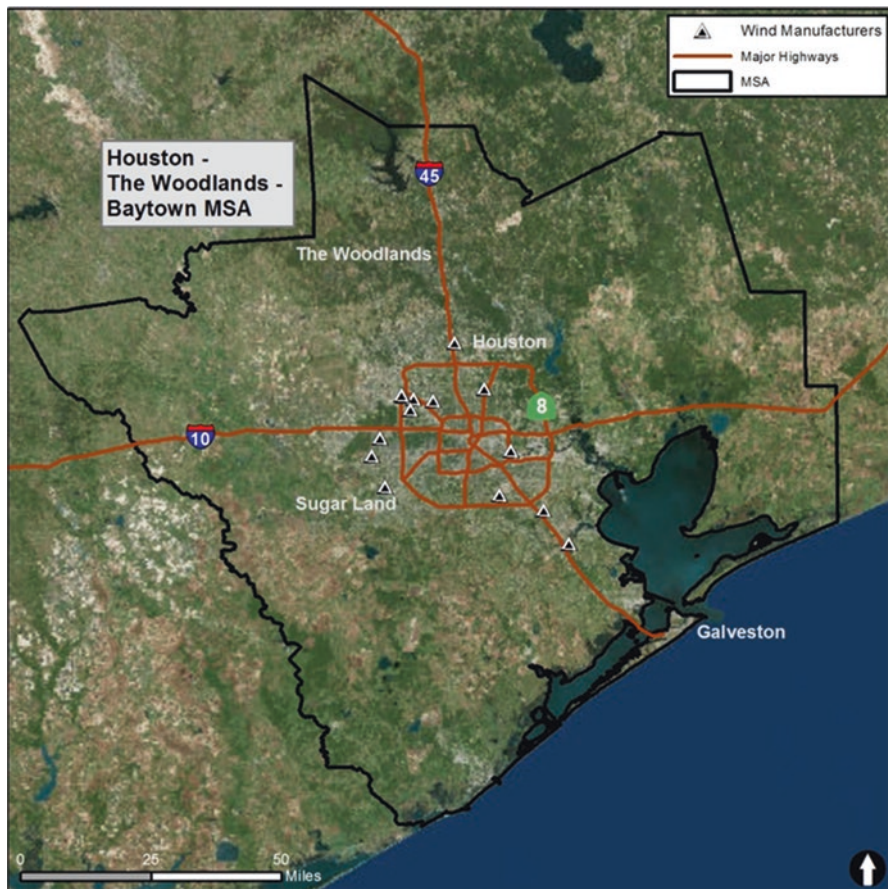 Wind Manufacturers
Major Highways
MSA
Houston -
The Woodlands -
Baytown MSA
45
The Woodlands
Houston
8
10
Sugar Land
Galveston
0 25 50
Miles